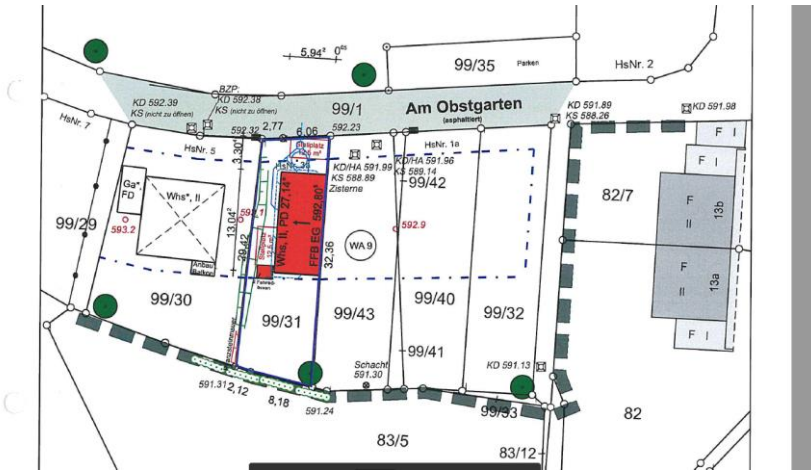 5,94²
0⁰⁵
99/35
Parken
HsNr. 2
BZP:
KD 592.39
KS (nicht zu öffnen)
KD 592.38
KS (nicht zu öffnen)
99/1
Am Obstgarten
(asphaltiert)
KD 591.89
KS 588.26
KD 591.98
HsNr. 7
592.32
2,77
6,06
592.23
HsNr. 5
HsNr. 1a
3,30⁵
Stellplatz
12,5 m²
KD/HA 591.99
KS 588.89
Zisterne
KD/HA 591.96
KS 589.14
99/42
F I
F I
82/7
Ga*,
FD
Whs*, II
593.2
99/29
13,04²
29,42
Whs, II, PD 27,14°
FFB EG 592,80⁵
32,36
WA 9
592.9
F
II
13b
F
II
13a
F I
Anbau
Balkon
99/30
99/31
99/43
99/40
99/32
99/41
Schacht
591.30
KD 591.13
591.31
2,12
8,18
591.24
99/33
82
83/5
83/12